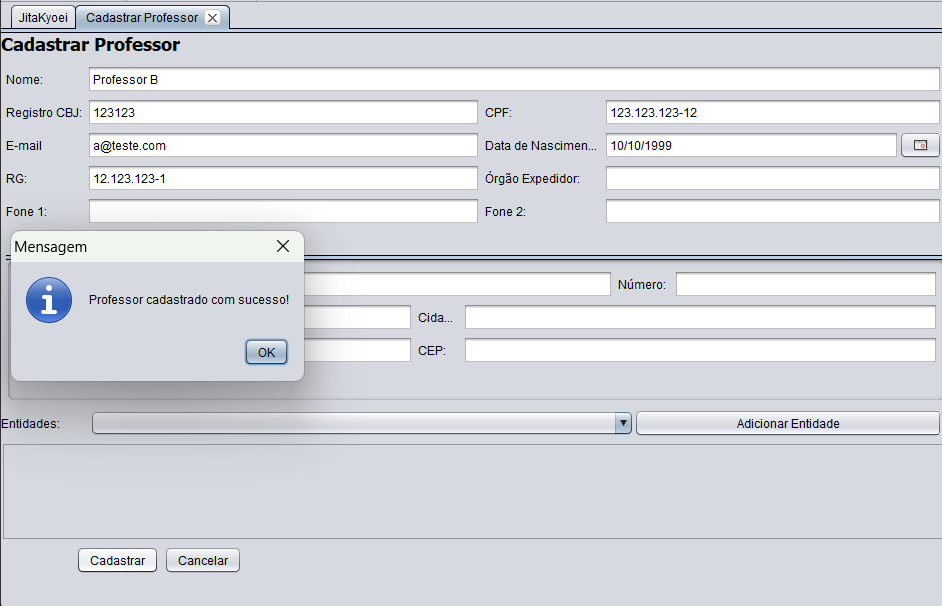 JitaKyoei
Cadastrar Professor
Cadastrar Professor
Nome: Professor B
Registro CBJ: 123123 CPF: 123.123.123-12
E-mail a@teste.com Data de Nascimen... 10/10/1999
RG: 12.123.123-1 Órgão Expedidor:
Fone 1: Fone 2:
Mensagem
Professor cadastrado com sucesso!
OK
Número:
Cida...
CEP:
Entidades: Adicionar Entidade
Cadastrar Cancelar